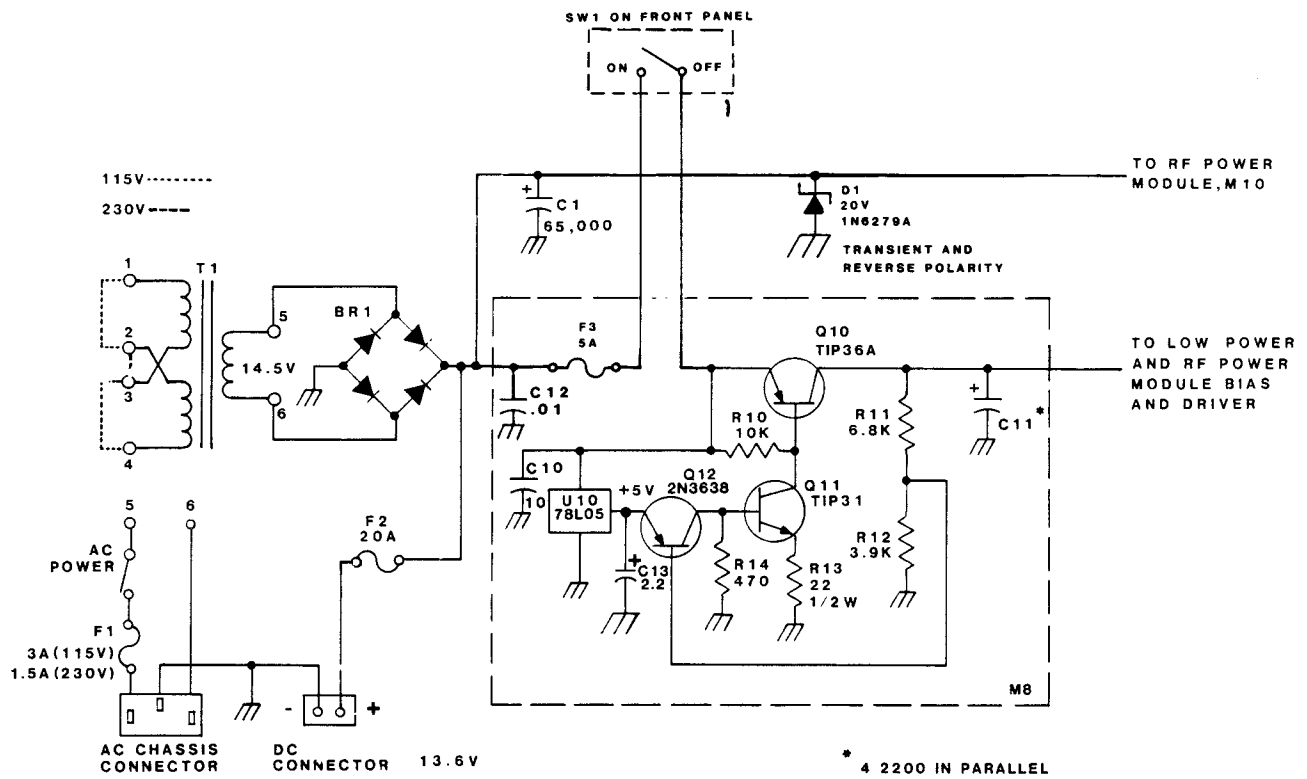 SW1 ON FRONT PANEL
ON
OFF
115V
230V
TO RF POWER
MODULE, M10
+
C1
65,000
D1
20V
1N6279A
TRANSIENT AND
REVERSE POLARITY
1
T1
2
3
4
5
14.5V
6
BR1
F3
5A
C12
.01
Q10
TIP36A
TO LOW POWER
AND RF POWER
MODULE BIAS
AND DRIVER
R10
10K
R11
6.8K
+
C11*
C10
10
U10
78L05
+5V
Q12
2N3638
Q11
TIP31
+
C13
2.2
R14
470
R13
22
1/2W
R12
3.9K
M8
5
6
AC
POWER
F1
3A(115V)
1.5A(230V)
F2
20A
-
+
AC CHASSIS
CONNECTOR
DC
CONNECTOR
13.6V
*
4 2200 IN PARALLEL